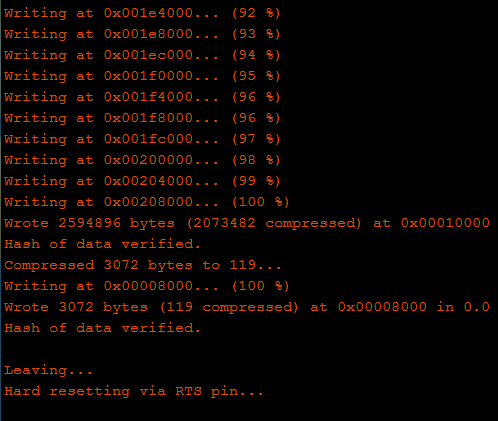 Writing at 0x001e4000... (92 %)
Writing at 0x001e8000... (93 %)
Writing at 0x001ec000... (94 %)
Writing at 0x001f0000... (95 %)
Writing at 0x001f4000... (96 %)
Writing at 0x001f8000... (96 %)
Writing at 0x001fc000... (97 %)
Writing at 0x00200000... (98 %)
Writing at 0x00204000... (99 %)
Writing at 0x00208000... (100 %)
Wrote 2594896 bytes (2073482 compressed) at 0x00010000
Hash of data verified.
Compressed 3072 bytes to 119...
Writing at 0x00008000... (100 %)
Wrote 3072 bytes (119 compressed) at 0x00008000 in 0.0
Hash of data verified.
Leaving...
Hard resetting via RTS pin...